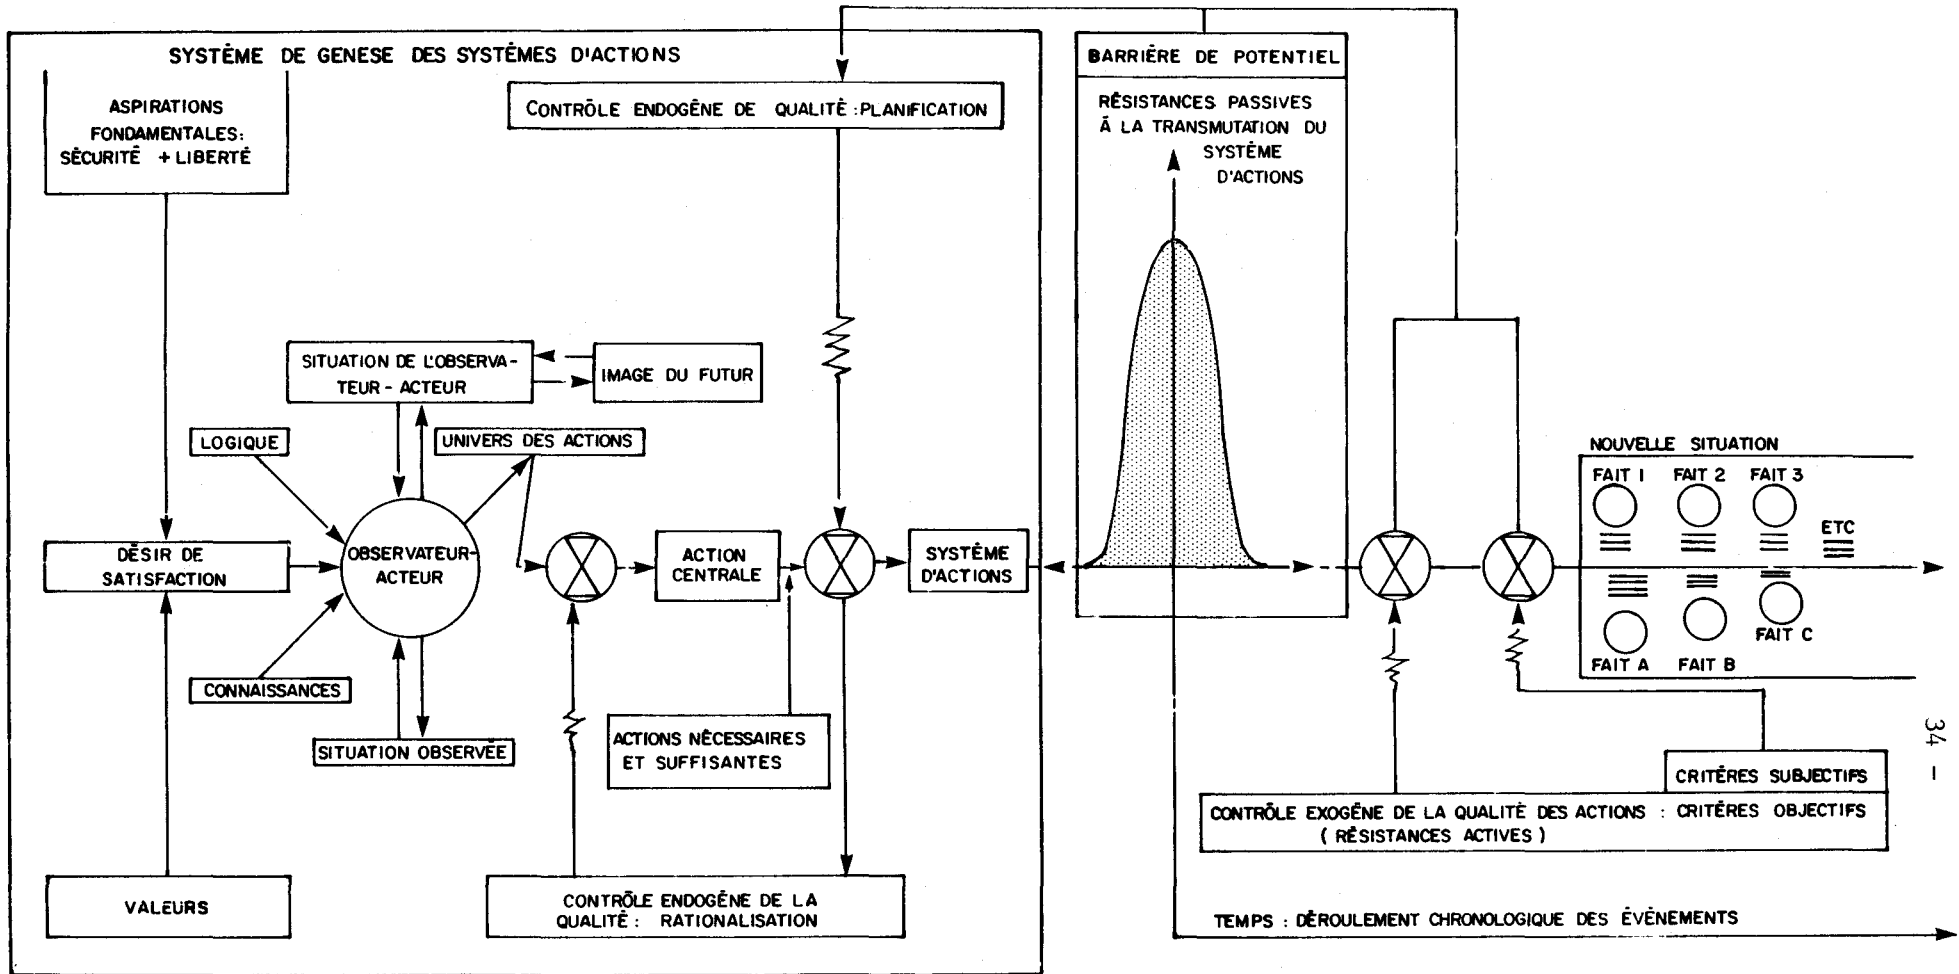 SYSTÈME DE GENESE DES SYSTÈMES D'ACTIONS
ASPIRATIONS
FONDAMENTALES:
SÉCURITÉ + LIBERTÉ
CONTRÔLE ENDOGÈNE DE QUALITÉ : PLANIFICATION
BARRIÈRE DE POTENTIEL
RÉSISTANCES PASSIVES
À LA TRANSMUTATION DU
SYSTÈME
D'ACTIONS
SITUATION DE L'OBSERVA-
TEUR - ACTEUR
IMAGE DU FUTUR
LOGIQUE
UNIVERS DES ACTIONS
DÉSIR DE
SATISFACTION
OBSERVATEUR-
ACTEUR
ACTION
CENTRALE
SYSTÈME
D'ACTIONS
NOUVELLE SITUATION
FAIT 1
FAIT 2
FAIT 3
ETC
FAIT A
FAIT B
FAIT C
CONNAISSANCES
SITUATION OBSERVÉE
ACTIONS NÉCESSAIRES
ET SUFFISANTES
CRITÈRES SUBJECTIFS
CONTRÔLE EXOGÈNE DE LA QUALITÉ DES ACTIONS : CRITÈRES OBJECTIFS
( RÉSISTANCES ACTIVES )
VALEURS
CONTRÔLE ENDOGÈNE DE LA
QUALITÉ : RATIONALISATION
TEMPS : DÉROULEMENT CHRONOLOGIQUE DES ÉVÈNEMENTS
34 -